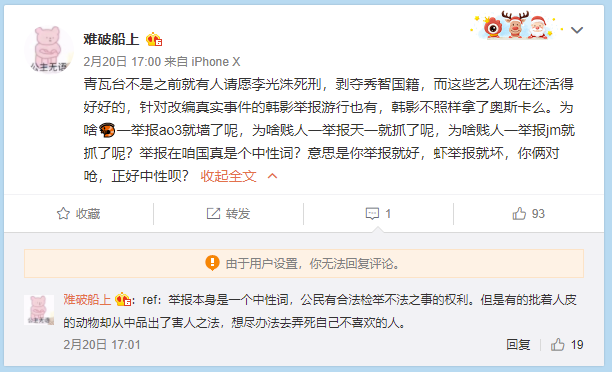 难破船上
2月20日 17:00 来自 iPhone X
青瓦台不是之前就有人请愿李光洙死刑，剥夺秀智国籍，而这些艺人现在还活得
好好的，针对改编真实事件的韩影举报游行也有，韩影不照样拿了奥斯卡么。为
啥一举报ao3就墙了呢，为啥贱人一举报天一就抓了呢，为啥贱人一举报jm就
抓了呢？举报在咱国真是个中性词？意思是你举报就好，虾举报就坏，你俩对
呛，正好中性呗？ 收起全文
收藏
转发
1
93
由于用户设置，你无法回复评论。
难破船上：ref：举报本身是一个中性词，公民有合法检举不法之事的权利。但是有的批着人皮
的动物却从中品出了害人之法，想尽办法去弄死自己不喜欢的人。
2月20日 17:01
回复
19
公主无语